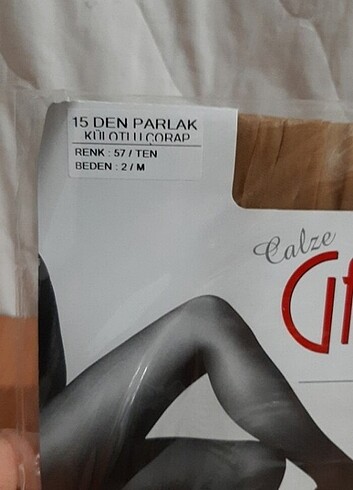 15 DEN PARLAK
KÜLOTLU ÇORAP
RENK : 57 / TEN
BEDEN : 2 / M
Calze